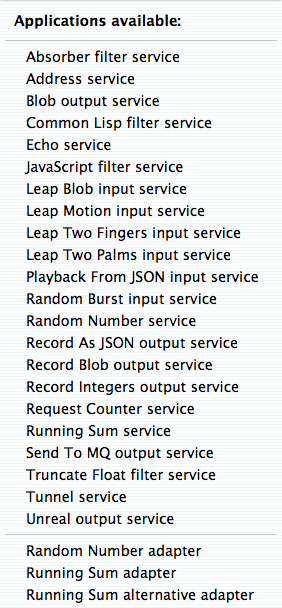 Applications available:
Absorber filter service
Address service
Blob output service
Common Lisp filter service
Echo service
JavaScript filter service
Leap Blob input service
Leap Motion input service
Leap Two Fingers input service
Leap Two Palms input service
Playback From JSON input service
Random Burst input service
Random Number service
Record As JSON output service
Record Blob output service
Record Integers output service
Request Counter service
Running Sum service
Send To MQ output service
Truncate Float filter service
Tunnel service
Unreal output service
Random Number adapter
Running Sum adapter
Running Sum alternative adapter